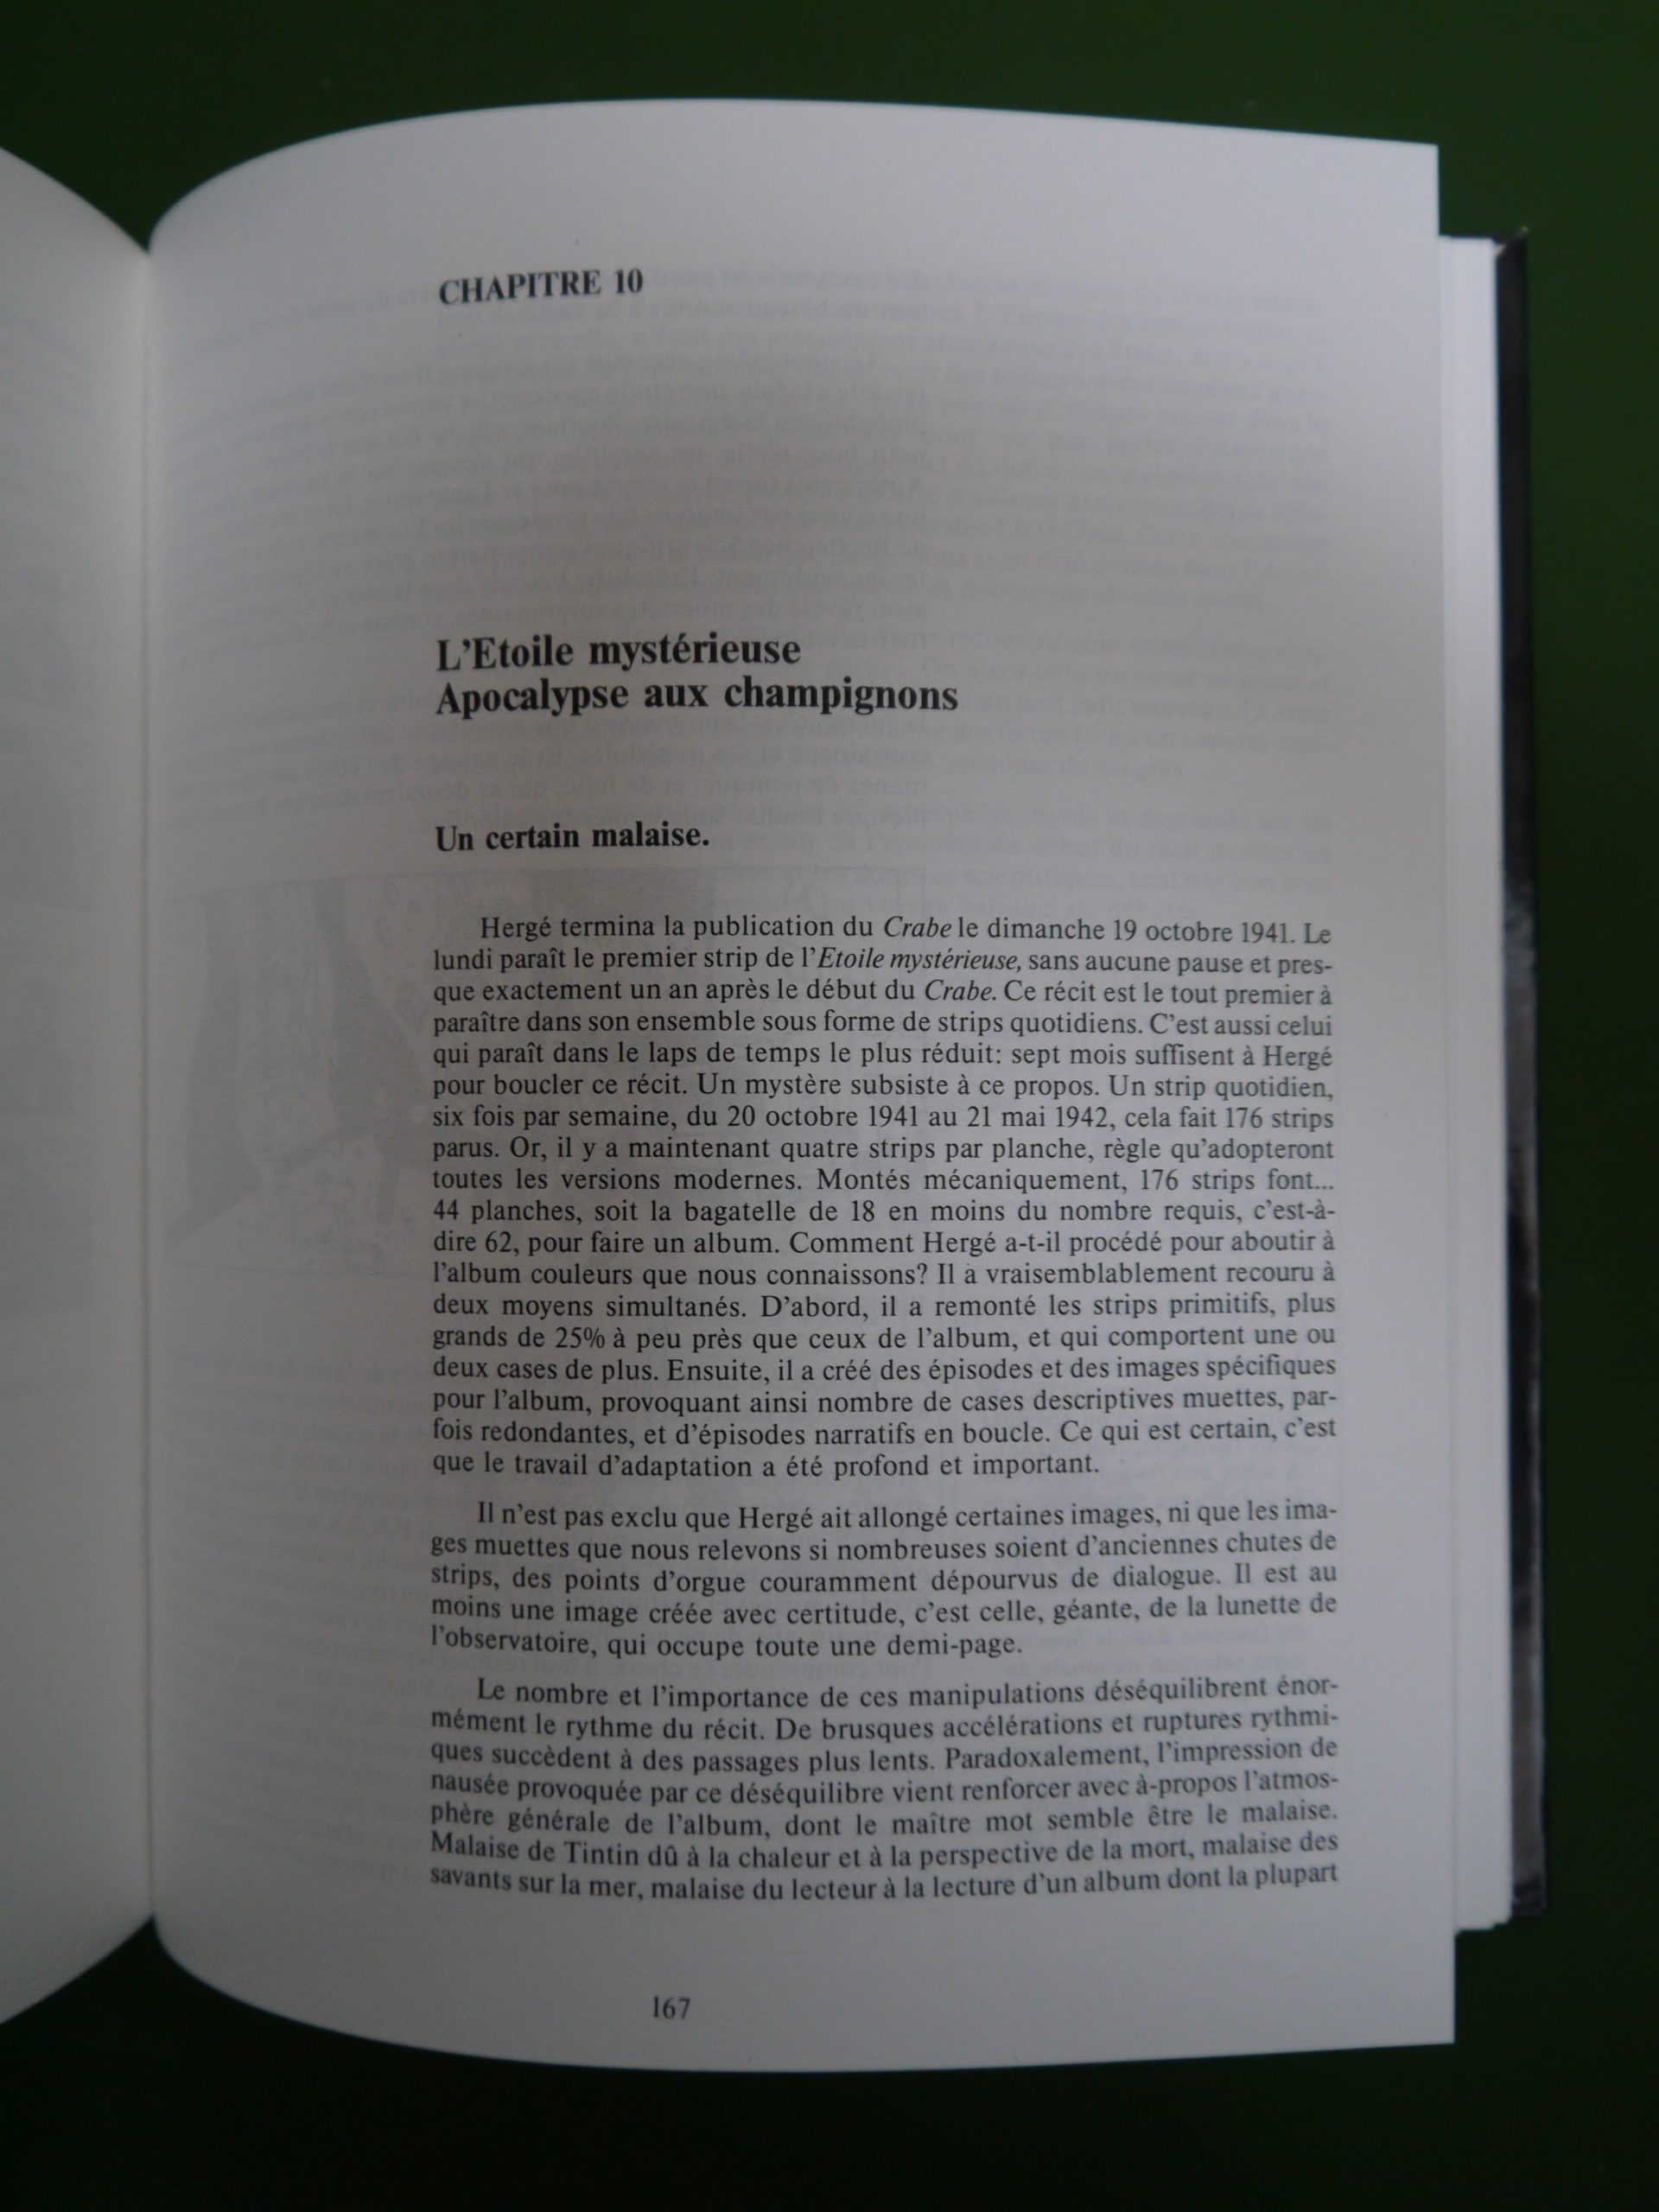 CHAPITRE 10
L'Etoile mystérieuse
Apocalypse aux champignons
Un certain malaise.
Hergé termina la publication du Crabe le dimanche 19 octobre 1941. Le
lundi paraît le premier strip de l'Etoile mystérieuse, sans aucune pause et pres-
que exactement un an après le début du Crabe. Ce récit est le tout premier à
paraître dans son ensemble sous forme de strips quotidiens. C'est aussi celui
qui paraît dans le laps de temps le plus réduit: sept mois suffisent à Hergé
pour boucler ce récit. Un mystère subsiste à ce propos. Un strip quotidien,
six fois par semaine, du 20 octobre 1941 au 21 mai 1942, cela fait 176 strips
parus. Or, il y a maintenant quatre strips par planche, règle qu'adopteront
toutes les versions modernes. Montés mécaniquement, 176 strips font...
44 planches, soit la bagatelle de 18 en moins du nombre requis, c'est-à-
dire 62, pour faire un album. Comment Hergé a-t-il procédé pour aboutir à
l'album couleurs que nous connaissons? Il a vraisemblablement recouru à
deux moyens simultanés. D'abord, il a remonté les strips primitifs, plus
grands de 25% à peu près que ceux de l'album, et qui comportent une ou
deux cases de plus. Ensuite, il a créé des épisodes et des images spécifiques
pour l'album, provoquant ainsi nombre de cases descriptives muettes, par-
fois redondantes, et d'épisodes narratifs en boucle. Ce qui est certain, c'est
que le travail d'adaptation a été profond et important.
Il n'est pas exclu que Hergé ait allongé certaines images, ni que les ima-
ges muettes que nous relevons si nombreuses soient d'anciennes chutes de
strips, des points d'orgue couramment dépourvus de dialogue. Il est au
moins une image créée avec certitude, c'est celle, géante, de la lunette de
l'observatoire, qui occupe toute une demi-page.
Le nombre et l'importance de ces manipulations déséquilibrent énor-
mément le rythme du récit. De brusques accélérations et ruptures rythmi-
ques succèdent à des passages plus lents. Paradoxalement, l'impression de
nausée provoquée par ce déséquilibre vient renforcer avec à-propos l'atmos-
phère générale de l'album, dont le maître mot semble être le malaise.
Malaise de Tintin dû à la chaleur et à la perspective de la mort, malaise des
savants sur la mer, malaise du lecteur à la lecture d'un album dont la plupart
167